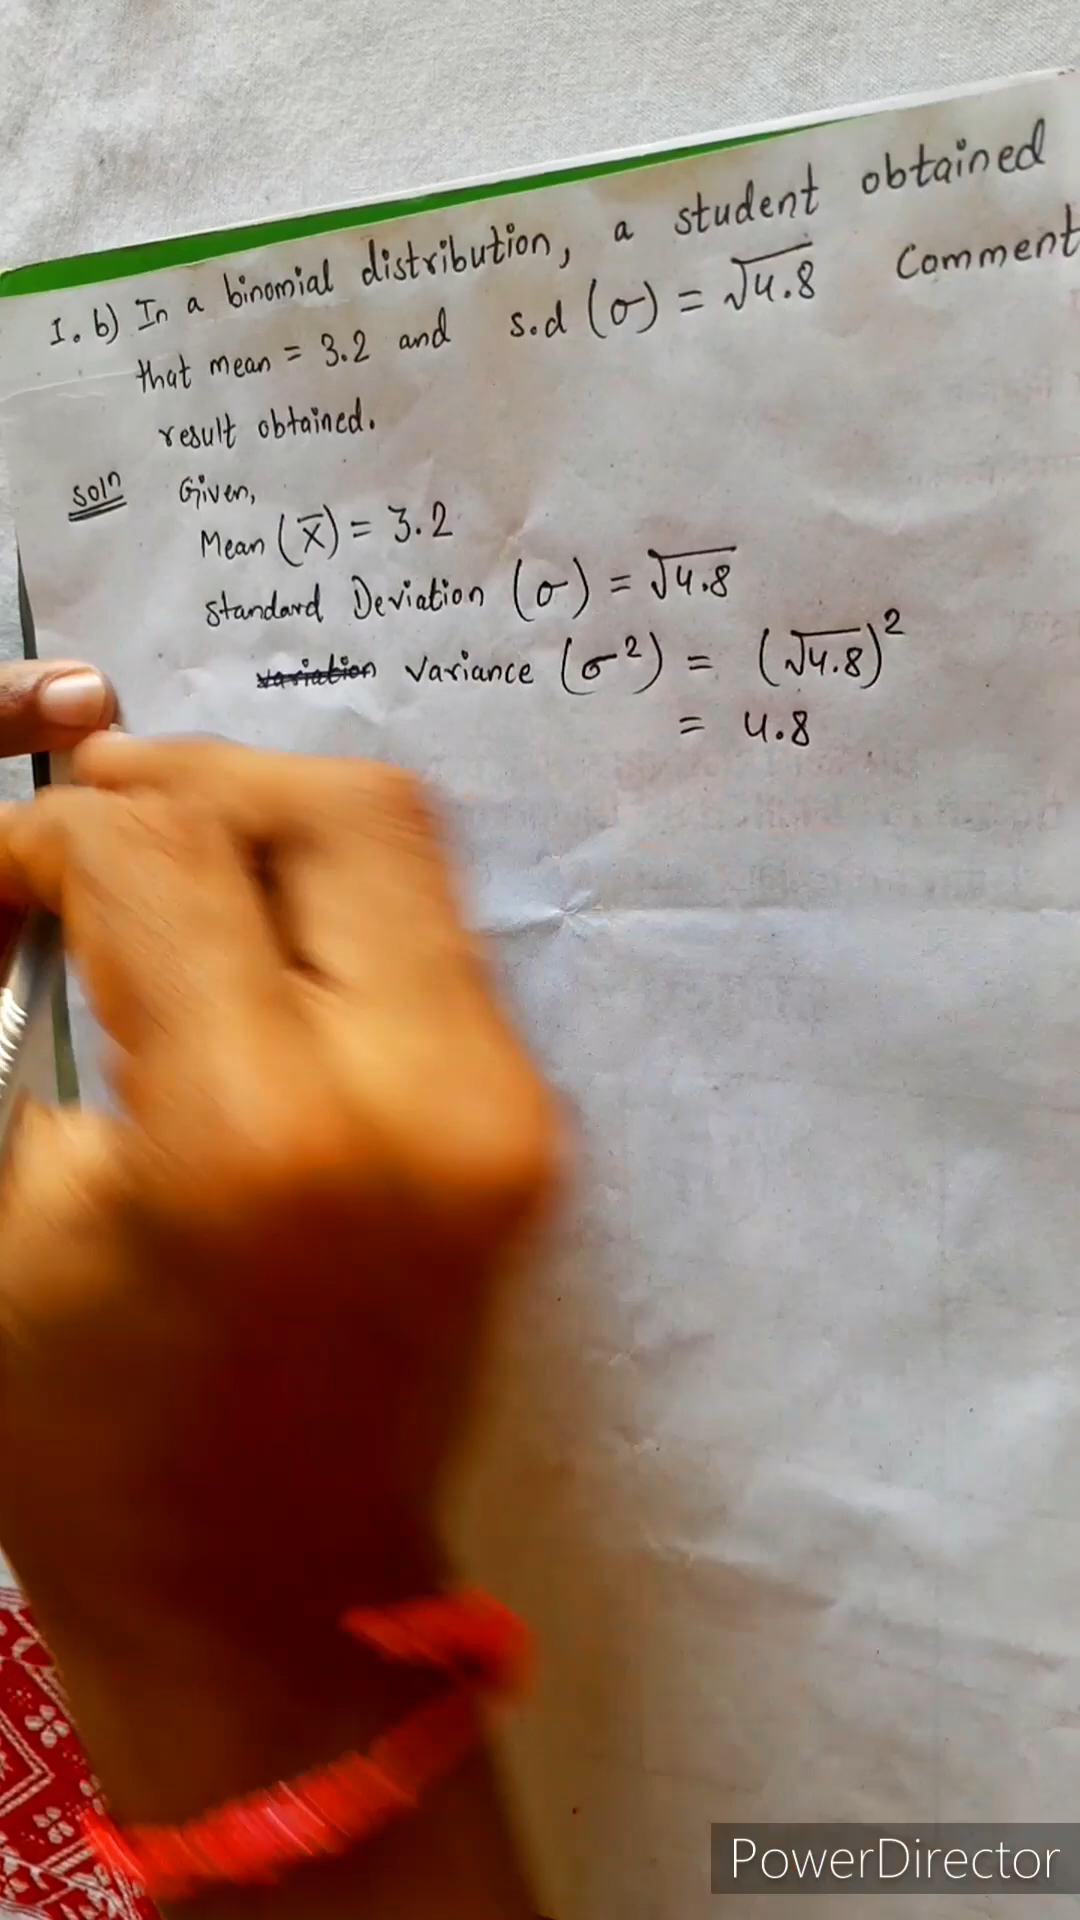 1. b) In a binomial distribution, a student obtained
that mean = 3.2 and s.d (σ) = √4.8 Comment
result obtained.
Soln Given,
Mean (x̄) = 3.2
Standard Deviation (σ) = √4.8
variation variance (σ²) = (√4.8)²
= 4.8
PowerDirector